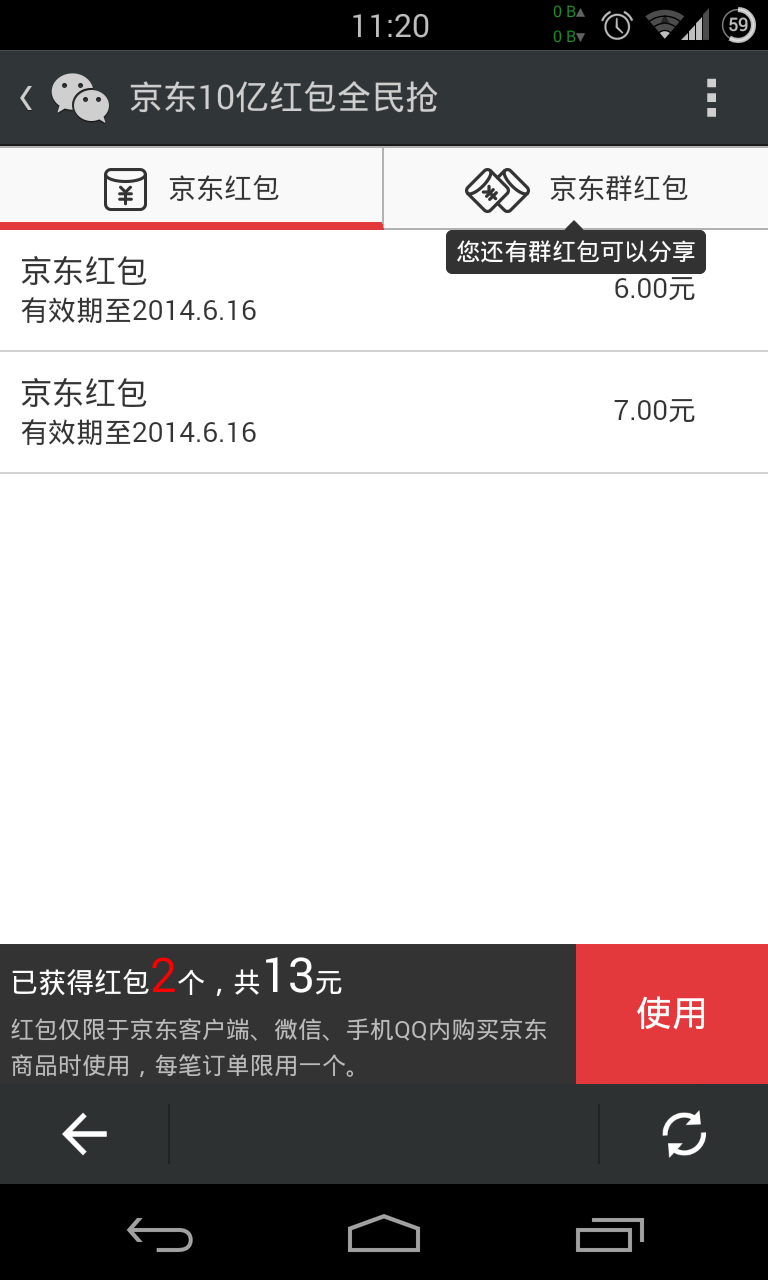 11:20
0 B▲
0 B▼
59
京东10亿红包全民抢
京东红包
京东群红包
您还有群红包可以分享
京东红包
有效期至2014.6.16
6.00元
京东红包
有效期至2014.6.16
7.00元
已获得红包2个，共13元
红包仅限于京东客户端、微信、手机QQ内购买京东
商品时使用，每笔订单限用一个。
使用